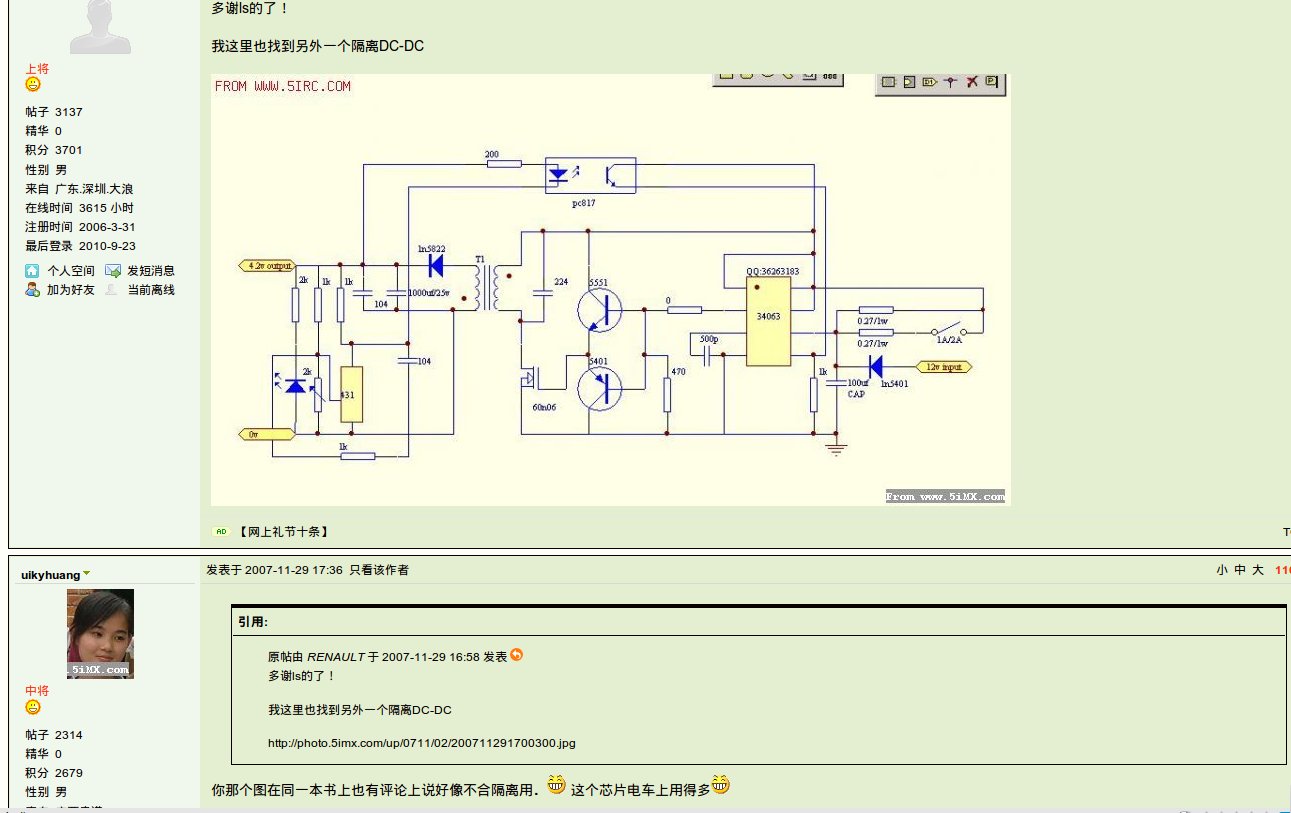 多谢ls的了！
我这里也找到另外一个隔离DC-DC
上将
帖子 3137
精华 0
积分 3701
性别 男
来自 广东.深圳.大浪
在线时间 3615 小时
注册时间 2006-3-31
最后登录 2010-9-23
个人空间 发短消息
加为好友 当前离线
FROM WWW.5IRC.COM
200
pc817
1n5822
T1
4.2v output
2k
1k
1k
104
1000uf/25v
224
5551
0
QQ:36263183
34063
0.27/1w
0.27/1w
1A/2A
500p
104
2k
431
5401
60n06
470
1k
100uf
CAP
1n5401
12v input
0v
1k
From www.5iMX.com
AD 【网上礼节十条】
uikyhuang
发表于 2007-11-29 17:36 只看该作者
小 中 大
5iMX.com
中将
帖子 2314
精华 0
积分 2679
性别 男
引用:
原帖由 RENAULT 于 2007-11-29 16:58 发表
多谢ls的了！
我这里也找到另外一个隔离DC-DC
http://photo.5imx.com/up/0711/02/200711291700300.jpg
你那个图在同一本书上也有评论上说好像不合隔离用. 这个芯片电车上用得多